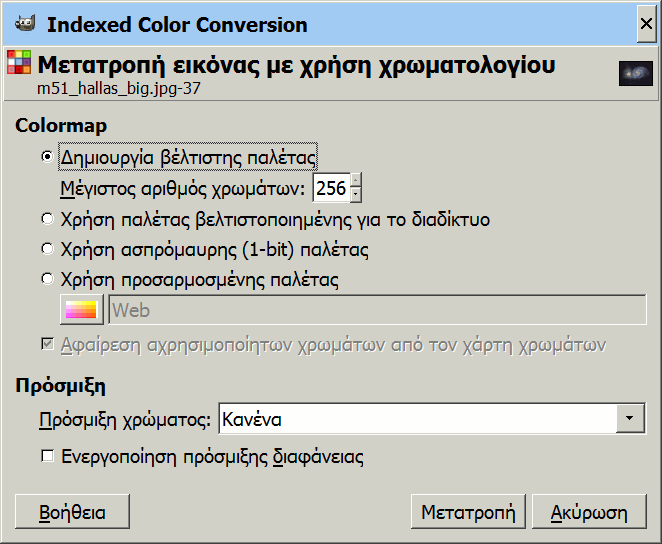 Indexed Color Conversion
Μετατροπή εικόνας με χρήση χρωματολογίου
m51_hallas_big.jpg-37
Colormap
Δημιουργία βέλτιστης παλέτας
Μέγιστος αριθμός χρωμάτων: 256
Χρήση παλέτας βελτιστοποιημένης για το διαδίκτυο
Χρήση ασπρόμαυρης (1-bit) παλέτας
Χρήση προσαρμοσμένης παλέτας
Web
Αφαίρεση αχρησιμοποίητων χρωμάτων από τον χάρτη χρωμάτων
Πρόσμιξη
Πρόσμιξη χρώματος: Κανένα
Ενεργοποίηση πρόσμιξης διαφάνειας
Βοήθεια Μετατροπή Ακύρωση